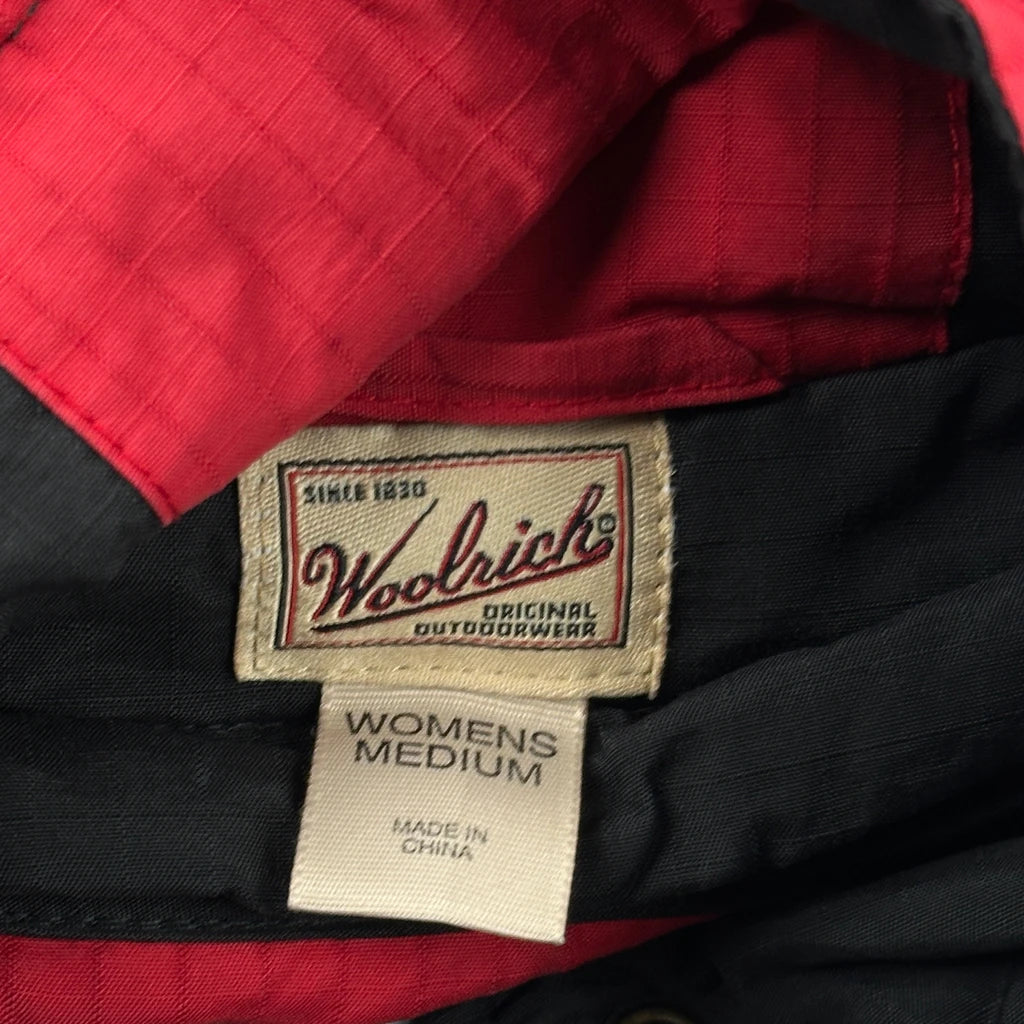 SINCE 1830
Woolrich®
ORIGINAL
OUTDOORWEAR
WOMENS
MEDIUM
MADE IN
CHINA